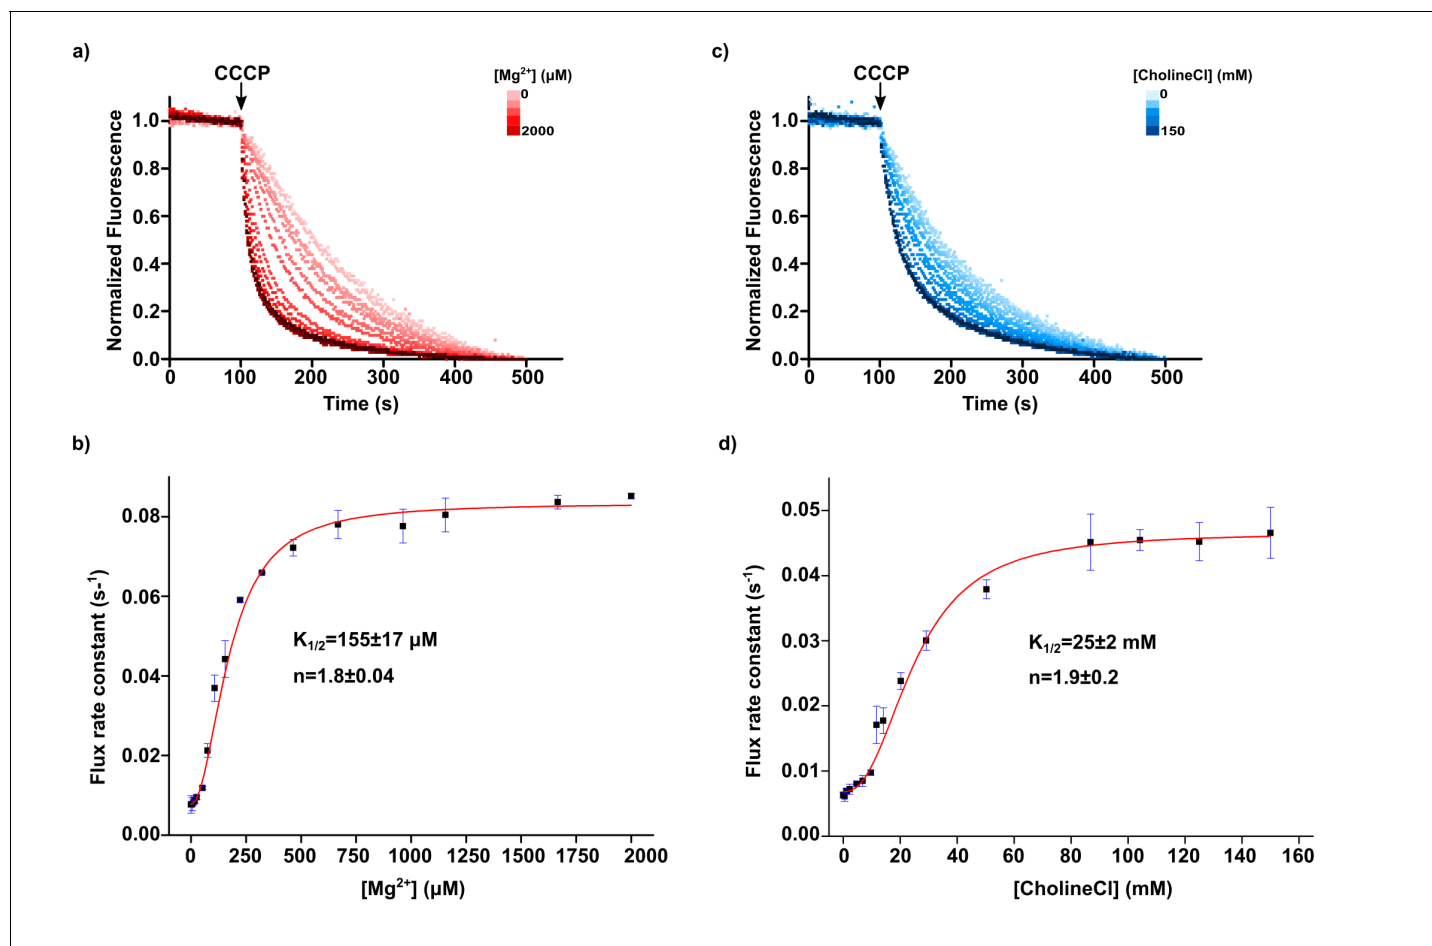 a)
CCCP
[Mg2+] (µM)
0
2000
Normalized Fluorescence
1.0
0.8
0.6
0.4
0.2
0.0
0 100 200 300 400 500
Time (s)
c)
CCCP
[CholineCl] (mM)
0
150
Normalized Fluorescence
1.0
0.8
0.6
0.4
0.2
0.0
0 100 200 300 400 500
Time (s)
b)
Flux rate constant (s-1)
0.08
0.06
0.04
0.02
0.00
K1/2=155±17 µM
n=1.8±0.04
0 250 500 750 1000 1250 1500 1750 2000
[Mg2+] (µM)
d)
Flux rate constant (s-1)
0.05
0.04
0.03
0.02
0.01
0.00
K1/2=25±2 mM
n=1.9±0.2
0 20 40 60 80 100 120 140 160
[CholineCl] (mM)